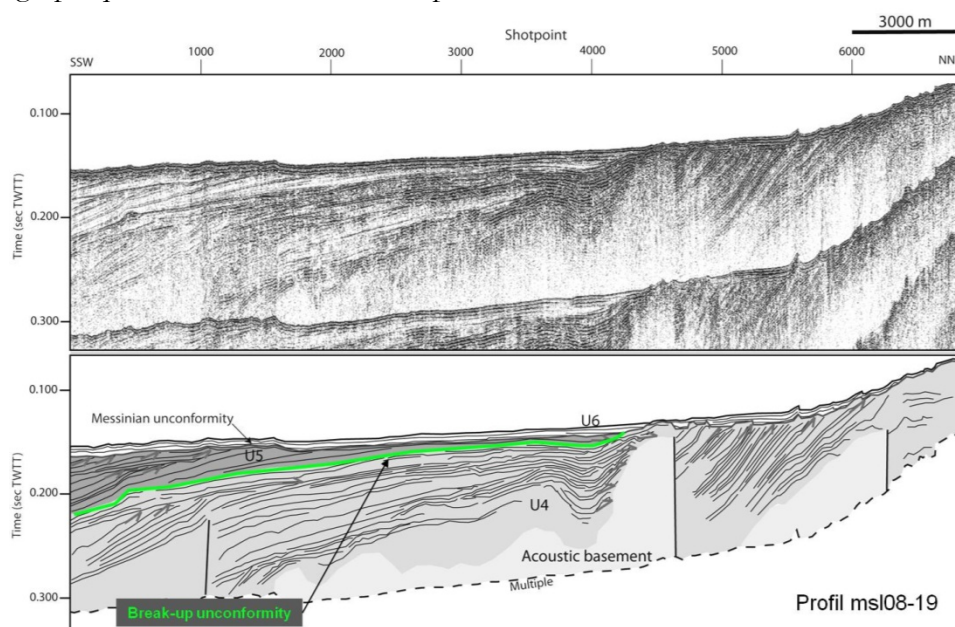 3000 m
Shotpoint
SSW 1000 2000 3000 4000 5000 6000 NN
0.100
0.200
0.300
Time (sec TWTT)
0.100
0.200
0.300
Time (sec TWTT)
Messinian unconformity
U6
U5
U4
Acoustic basement
Multiple
Break-up unconformity
Profil msl08-19